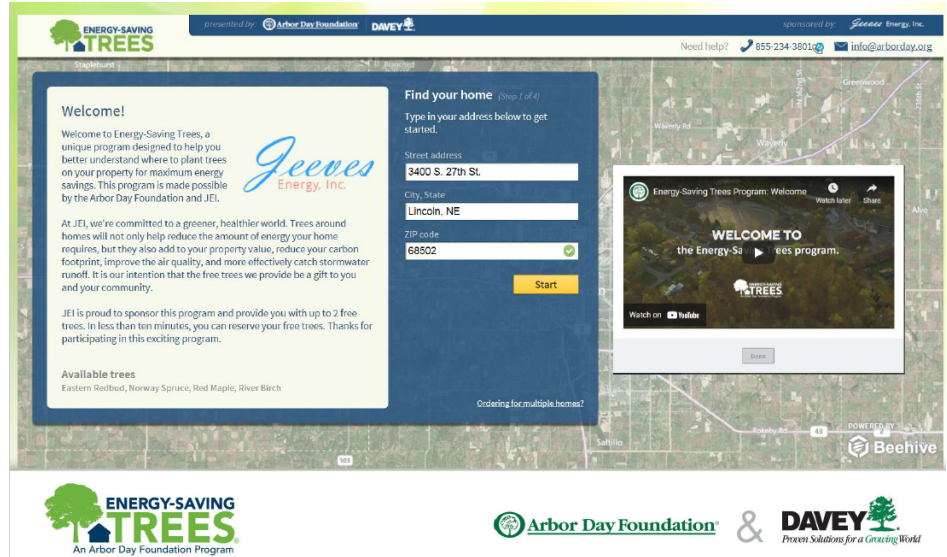 ENERGY-SAVING
TREES
presented by: Arbor Day Foundation® DAVEY
sponsored by: Jeeves Energy, Inc.
Need help? 855-234-3801 info@arborday.org
Staplehurst
Greenwood
Waverly Rd
Waverly
Alvo
Welcome!
Welcome to Energy-Saving Trees, a
unique program designed to help you
better understand where to plant trees
on your property for maximum energy
savings. This program is made possible
by the Arbor Day Foundation and JEI.
Jeeves
Energy, Inc.
At JEI, we're committed to a greener, healthier world. Trees around
homes will not only help reduce the amount of energy your home
requires, but they also add to your property value, reduce your carbon
footprint, improve the air quality, and more effectively catch stormwater
runoff. It is our intention that the free trees we provide be a gift to you
and your community.
JEI is proud to sponsor this program and provide you with up to 2 free
trees. In less than ten minutes, you can reserve your free trees. Thanks for
participating in this exciting program.
Available trees
Eastern Redbud, Norway Spruce, Red Maple, River Birch
Find your home (Step 1 of 4)
Type in your address below to get
started.
Street address
3400 S. 27th St.
City, State
Lincoln, NE
ZIP code
68502
Start
Ordering for multiple homes?
Energy-Saving Trees Program: Welcome
Watch later Share
WELCOME TO
the Energy-Saving Trees program.
ENERGY-SAVING
TREES
Watch on YouTube
Done
Saltillo
43
103
POWERED BY
Beehive
ENERGY-SAVING
TREES®
An Arbor Day Foundation Program
Arbor Day Foundation® & DAVEY
Proven Solutions for a Growing World